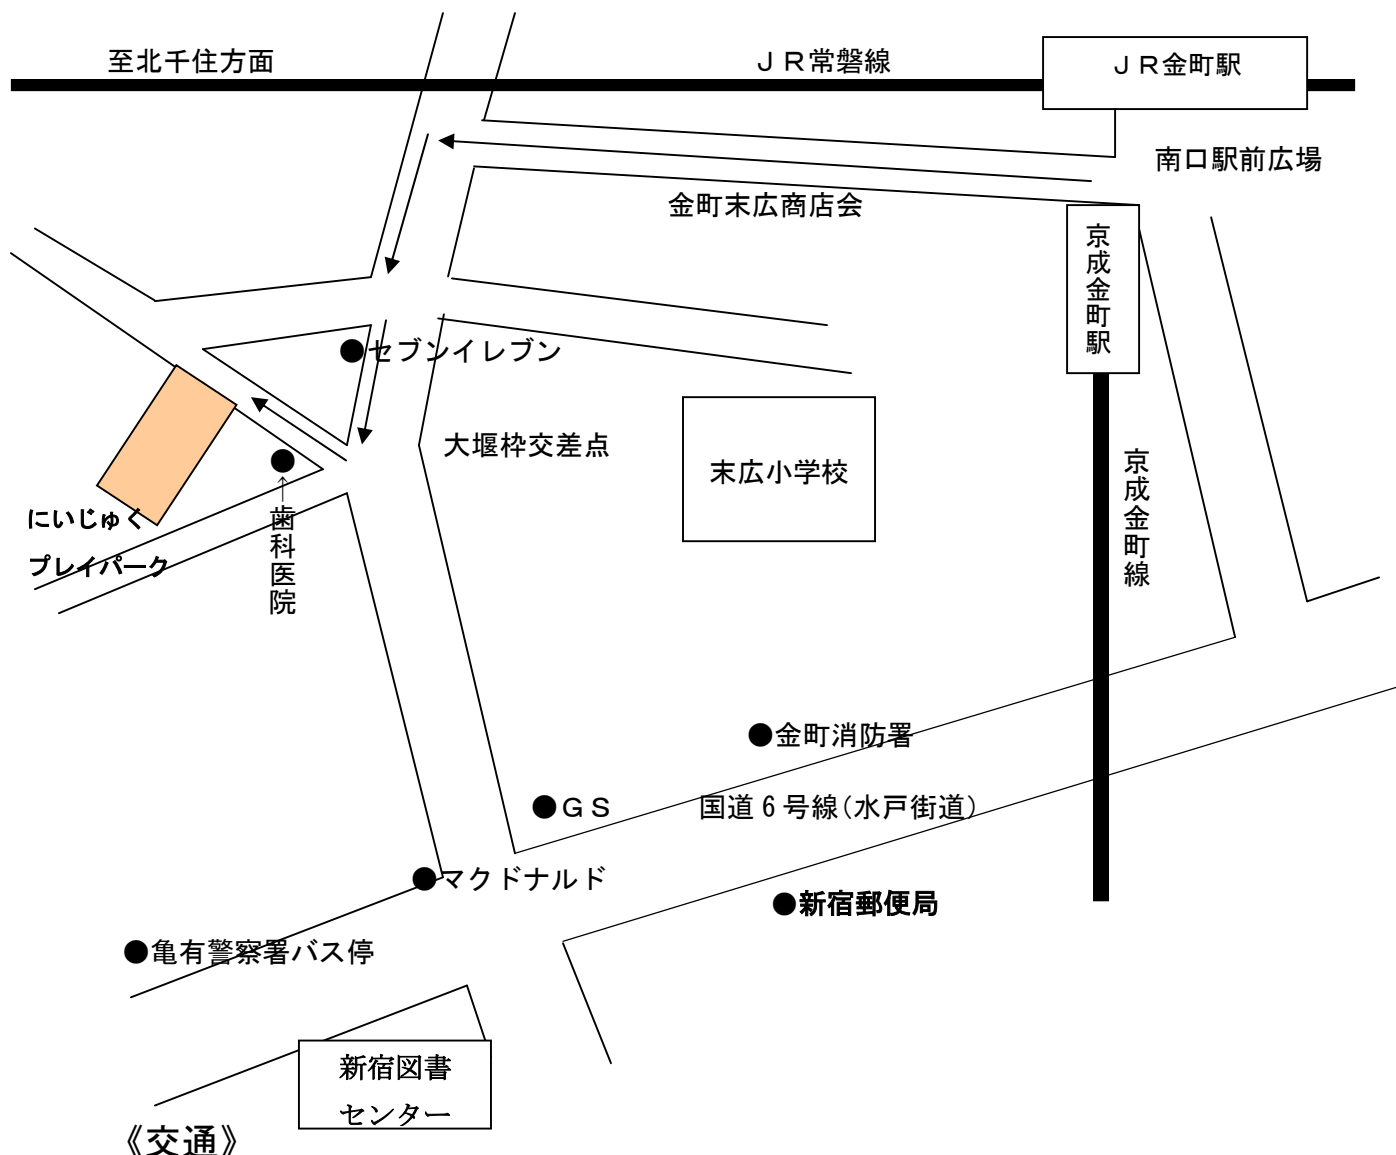 至北千住方面
ＪＲ常磐線
ＪＲ金町駅
南口駅前広場
金町末広商店会
京成金町駅
●セブンイレブン
大堰枠交差点
末広小学校
京成金町線
にいじゅく
プレイパーク
←歯科医院
●金町消防署
●ＧＳ
国道６号線（水戸街道）
●マクドナルド
●新宿郵便局
●亀有警察署バス停
新宿図書
センター
《交通》